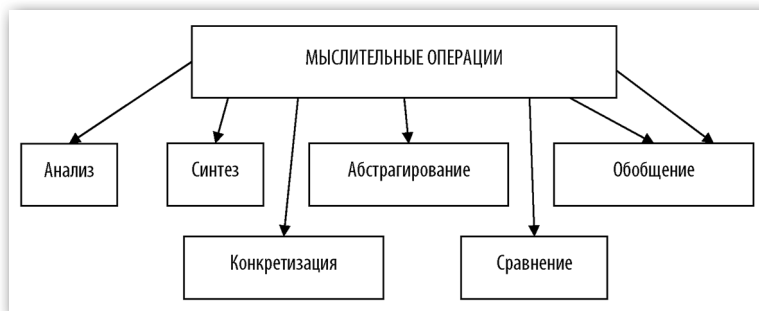 МЫСЛИТЕЛЬНЫЕ ОПЕРАЦИИ
Анализ
Синтез
Абстрагирование
Обобщение
Конкретизация
Сравнение